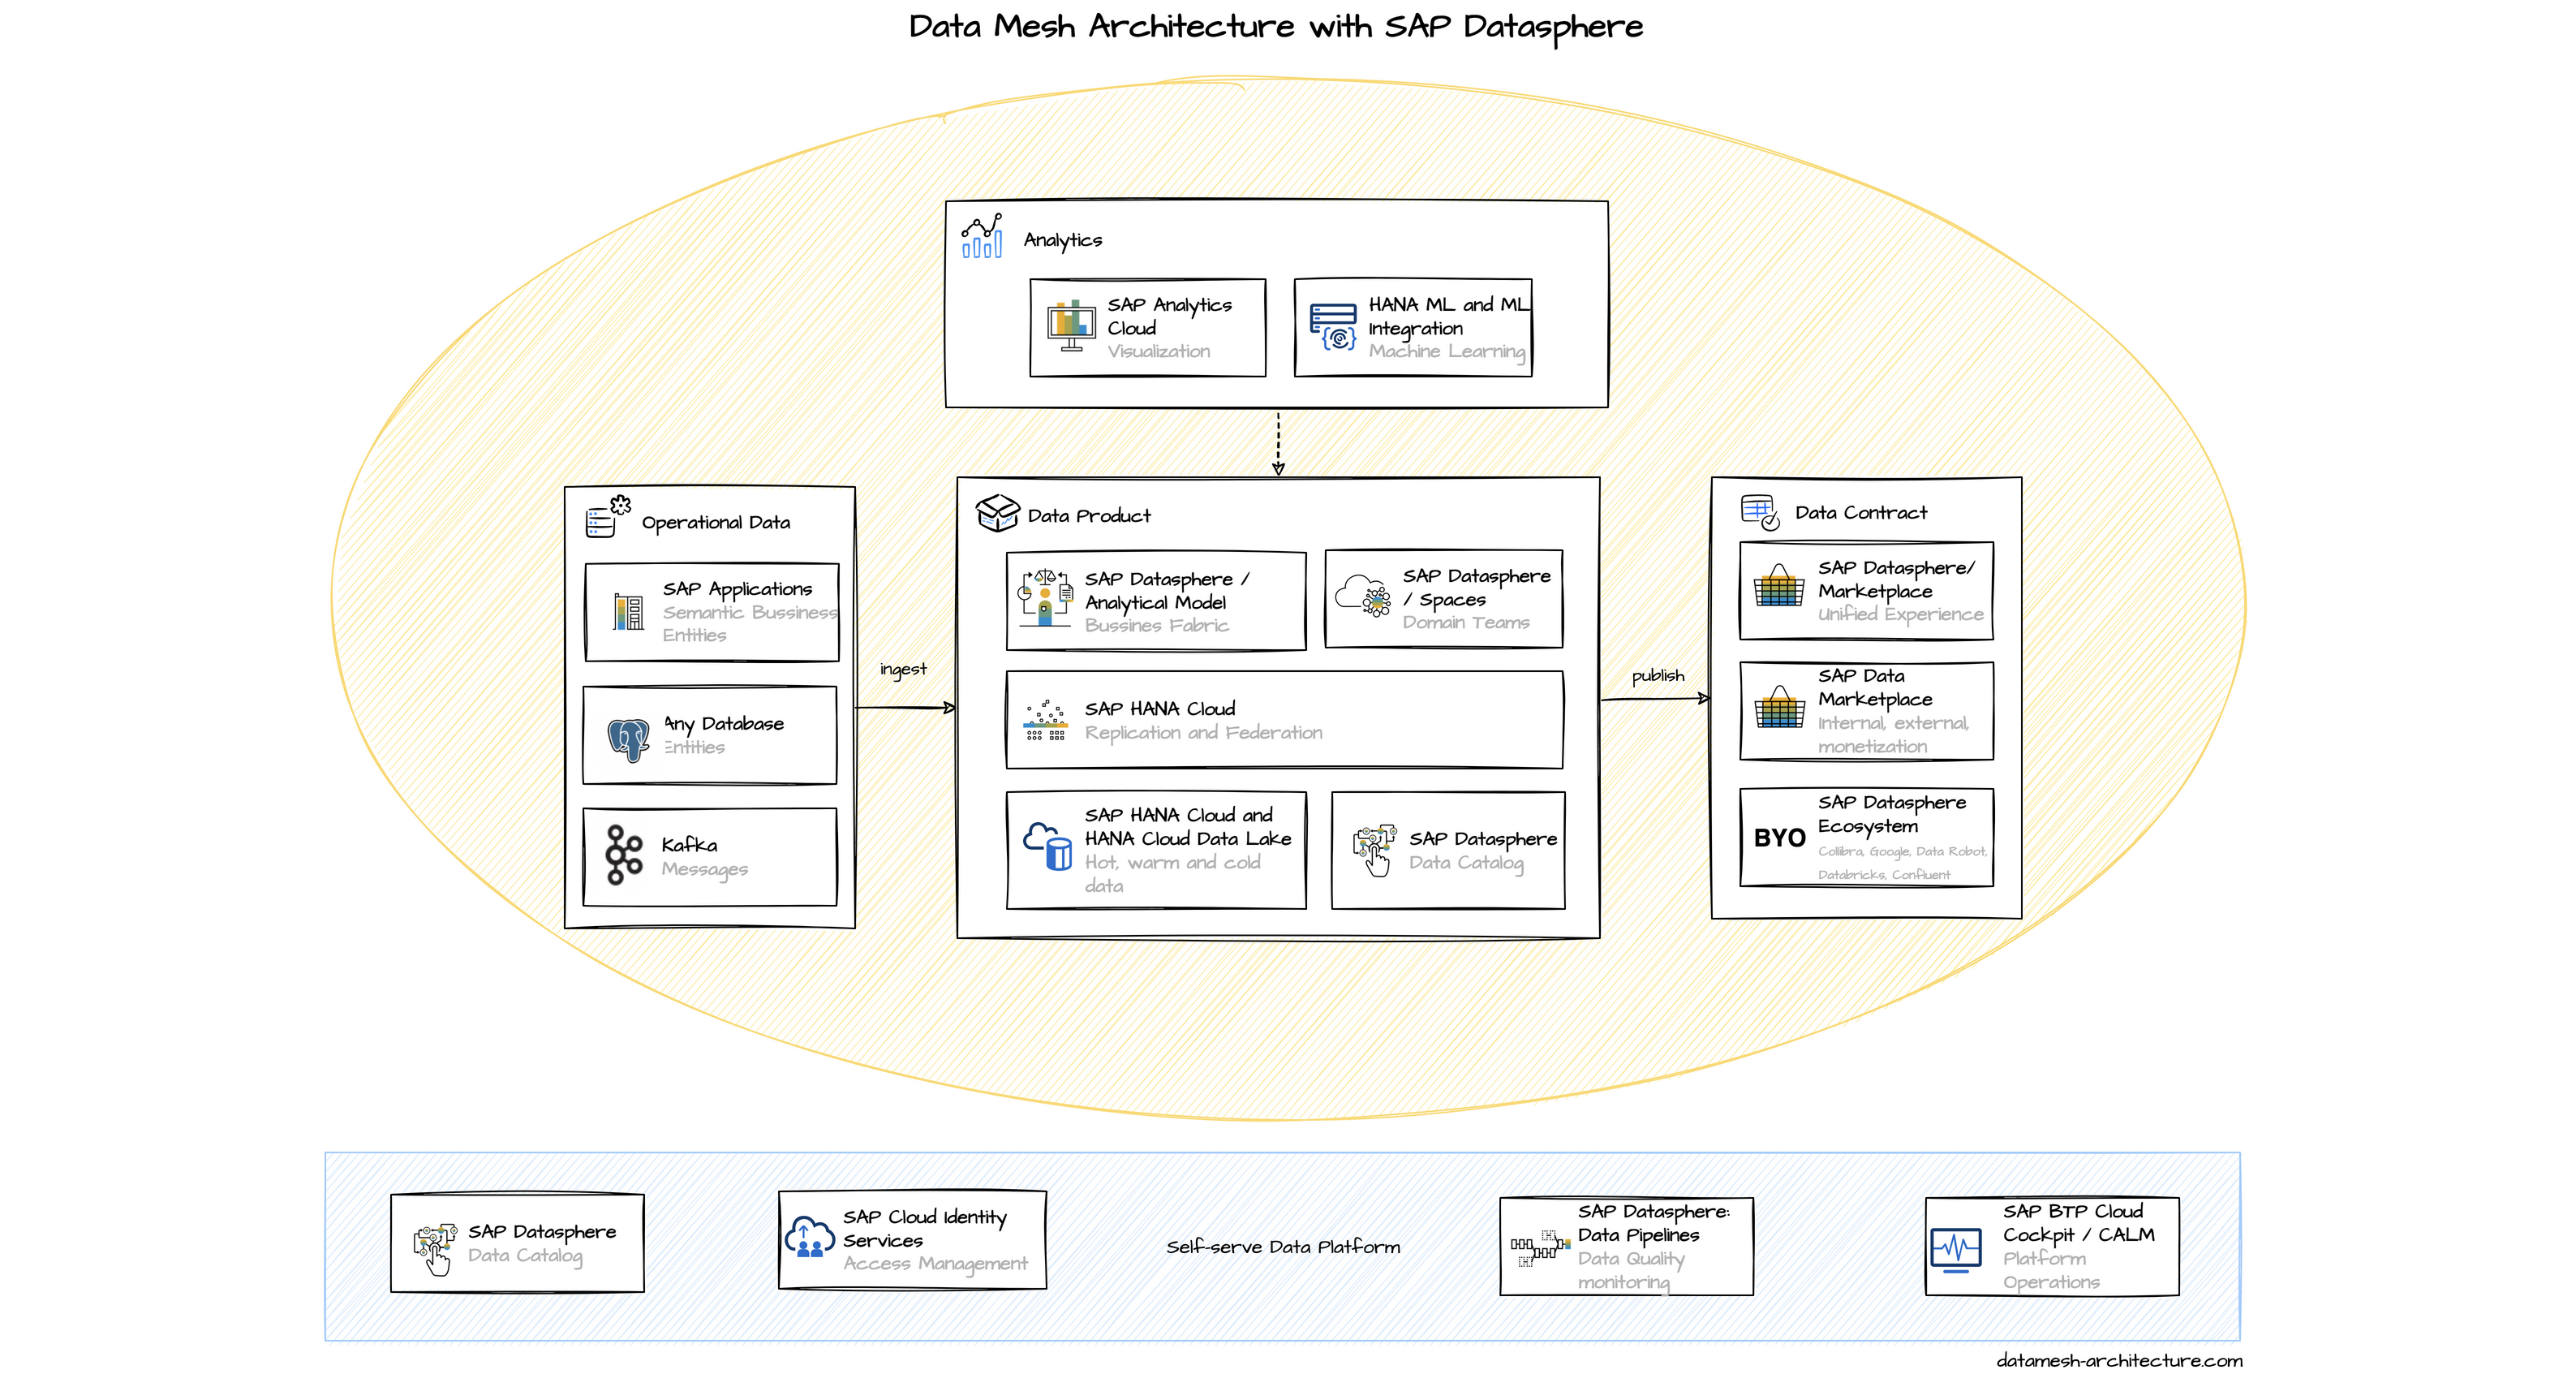 Data Mesh Architecture with SAP Datasphere
Analytics
SAP Analytics
Cloud
Visualization
HANA ML and ML
Integration
Machine Learning
Operational Data
SAP Applications
Semantic Bussiness
Entities
Any Database
Entities
Kafka
Messages
ingest
Data Product
SAP Datasphere /
Analytical Model
Bussines Fabric
SAP Datasphere
/ Spaces
Domain Teams
SAP HANA Cloud
Replication and Federation
SAP HANA Cloud and
HANA Cloud Data Lake
Hot, warm and cold
data
SAP Datasphere
Data Catalog
publish
Data Contract
SAP Datasphere/
Marketplace
Unified Experience
SAP Data
Marketplace
Internal, external,
monetization
BYO
SAP Datasphere
Ecosystem
Collibra, Google, Data Robot,
Databricks, Confluent
SAP Datasphere
Data Catalog
SAP Cloud Identity
Services
Access Management
Self-serve Data Platform
SAP Datasphere:
Data Pipelines
Data Quality
monitoring
SAP BTP Cloud
Cockpit / CALM
Platform
Operations
datamesh-architecture.com